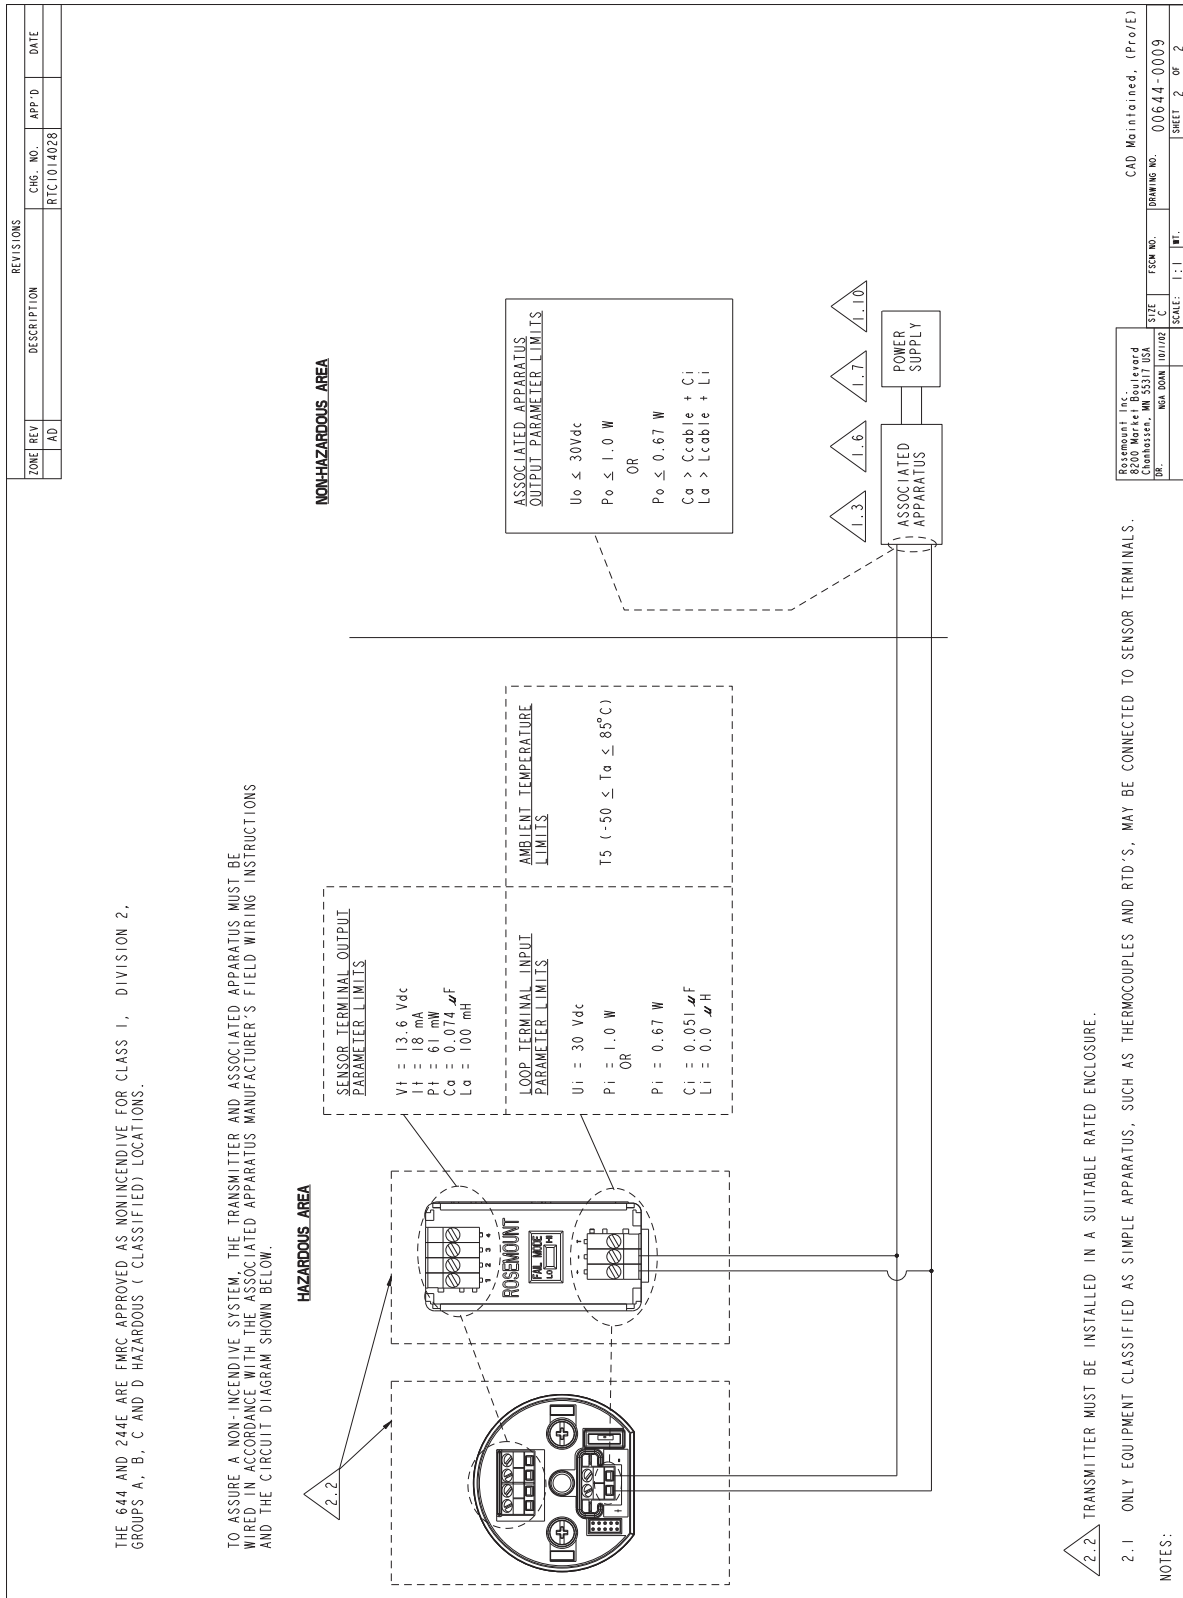 REVISIONS
ZONE REV DESCRIPTION CHG. NO. APP'D DATE
AD RTC1014028
THE 644 AND 244E ARE FMRC APPROVED AS NONINCENDIVE FOR CLASS I, DIVISION 2,
GROUPS A, B, C AND D HAZARDOUS ( CLASSIFIED) LOCATIONS.
TO ASSURE A NON-INCENDIVE SYSTEM, THE TRANSMITTER AND ASSOCIATED APPARATUS MUST BE
WIRED IN ACCORDANCE WITH THE ASSOCIATED APPARATUS MANUFACTURER'S FIELD WIRING INSTRUCTIONS
AND THE CIRCUIT DIAGRAM SHOWN BELOW.
HAZARDOUS AREA
NON-HAZARDOUS AREA
2.2
SENSOR TERMINAL OUTPUT
PARAMETER LIMITS
Vt = 13.6 Vdc
It = 18 mA
Pt = 61 mW
Ca = 0.074 µF
La = 100 mH
LOOP TERMINAL INPUT
PARAMETER LIMITS
Ui = 30 Vdc
Pi = 1.0 W
OR
Pi = 0.67 W
Ci = 0.051 µF
Li = 0.0 µH
AMBIENT TEMPERATURE
LIMITS
T5 (-50 ≤ Ta ≤ 85°C)
ASSOCIATED APPARATUS
OUTPUT PARAMETER LIMITS
Uo ≤ 30Vdc
Po ≤ 1.0 W
OR
Po ≤ 0.67 W
Ca > Ccable + Ci
La > Lcable + Li
1 2 3 4
ROSEMOUNT
FAIL MODE
LO HI
+ - T
+ -
1.3 1.6 1.7 1.10
ASSOCIATED
APPARATUS
POWER
SUPPLY
2.2 TRANSMITTER MUST BE INSTALLED IN A SUITABLE RATED ENCLOSURE.
2.1 ONLY EQUIPMENT CLASSIFIED AS SIMPLE APPARATUS, SUCH AS THERMOCOUPLES AND RTD'S, MAY BE CONNECTED TO SENSOR TERMINALS.
NOTES:
CAD Maintained, (Pro/E)
Rosemount Inc.
8200 Market Boulevard
Chanhassen, MN 55317 USA
DR. NGA DOAN 10/1/02
SIZE C
FSCM NO.
DRAWING NO. 00644-0009
SCALE: 1:1 WT. SHEET 2 OF 2